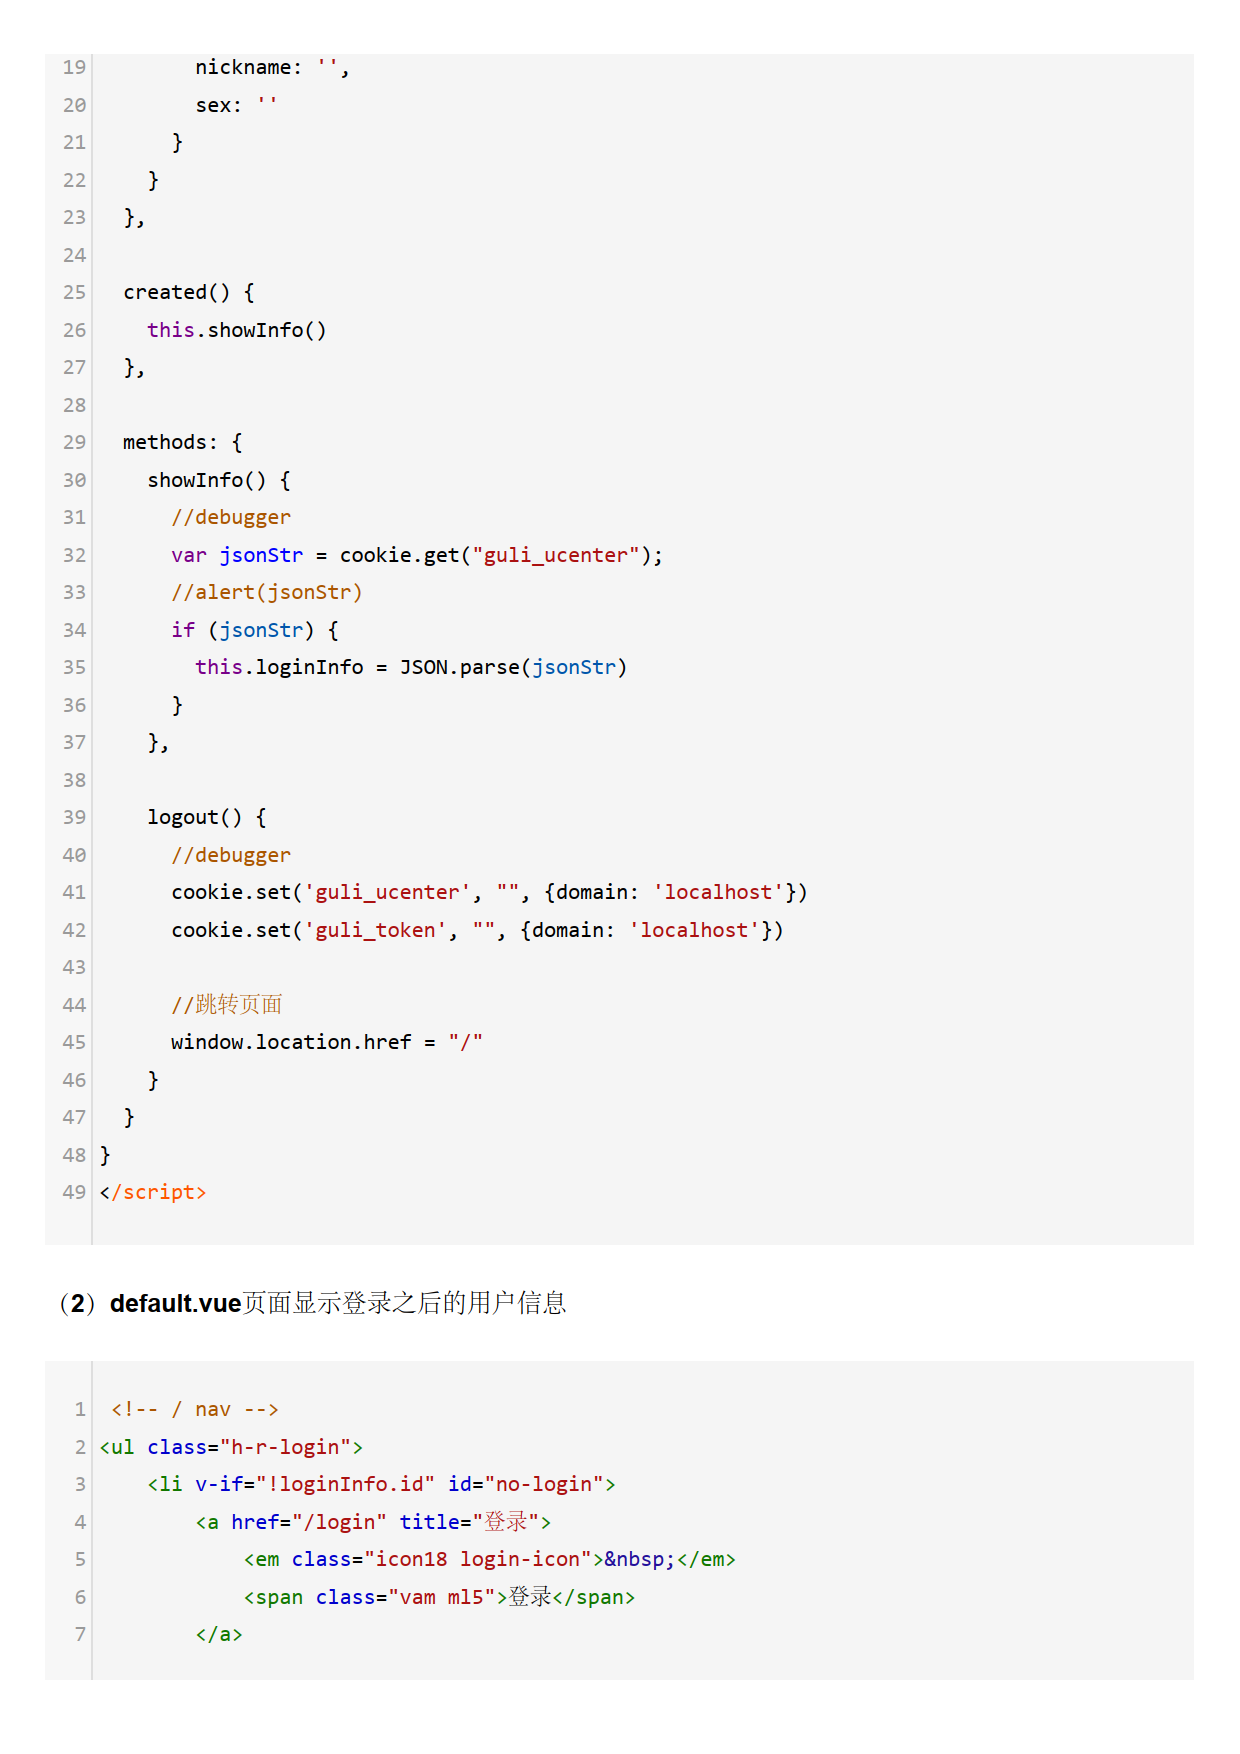 19 nickname: '',
20 sex: ''
21 }
22 }
23 },
24
25 created() {
26 this.showInfo()
27 },
28
29 methods: {
30 showInfo() {
31 //debugger
32 var jsonStr = cookie.get("guli_ucenter");
33 //alert(jsonStr)
34 if (jsonStr) {
35 this.loginInfo = JSON.parse(jsonStr)
36 }
37 },
38
39 logout() {
40 //debugger
41 cookie.set('guli_ucenter', "", {domain: 'localhost'})
42 cookie.set('guli_token', "", {domain: 'localhost'})
43
44 //跳转页面
45 window.location.href = "/"
46 }
47 }
48 }
49 </script>
（2）default.vue页面显示登录之后的用户信息
1 <!-- / nav -->
2 <ul class="h-r-login">
3 <li v-if="!loginInfo.id" id="no-login">
4 <a href="/login" title="登录">
5 <em class="icon18 login-icon">&nbsp;</em>
6 <span class="vam ml5">登录</span>
7 </a>